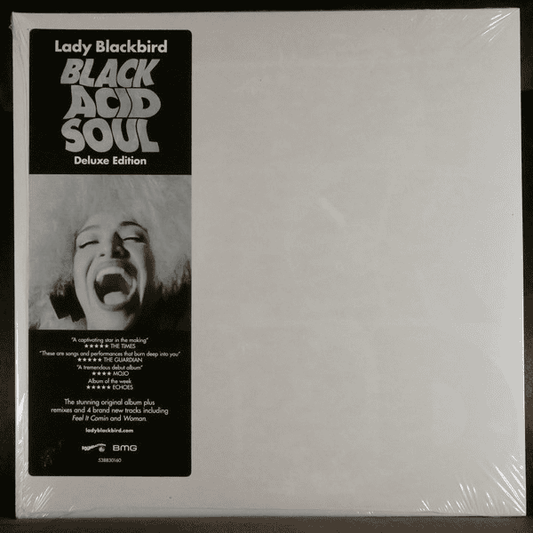 Lady Blackbird
BLACK
ACID
SOUL
Deluxe Edition
"A captivating star in the making"
★★★★★ THE TIMES
"These are songs and performances that burn deep into you"
★★★★★ THE GUARDIAN
"A tremendous debut album"
★★★★ MOJO
Album of the week
★★★★★ ECHOES
The stunning original album plus
remixes and 4 brand new tracks including
Feel It Comin and Woman.
ladyblackbird.com
BMG
538830160